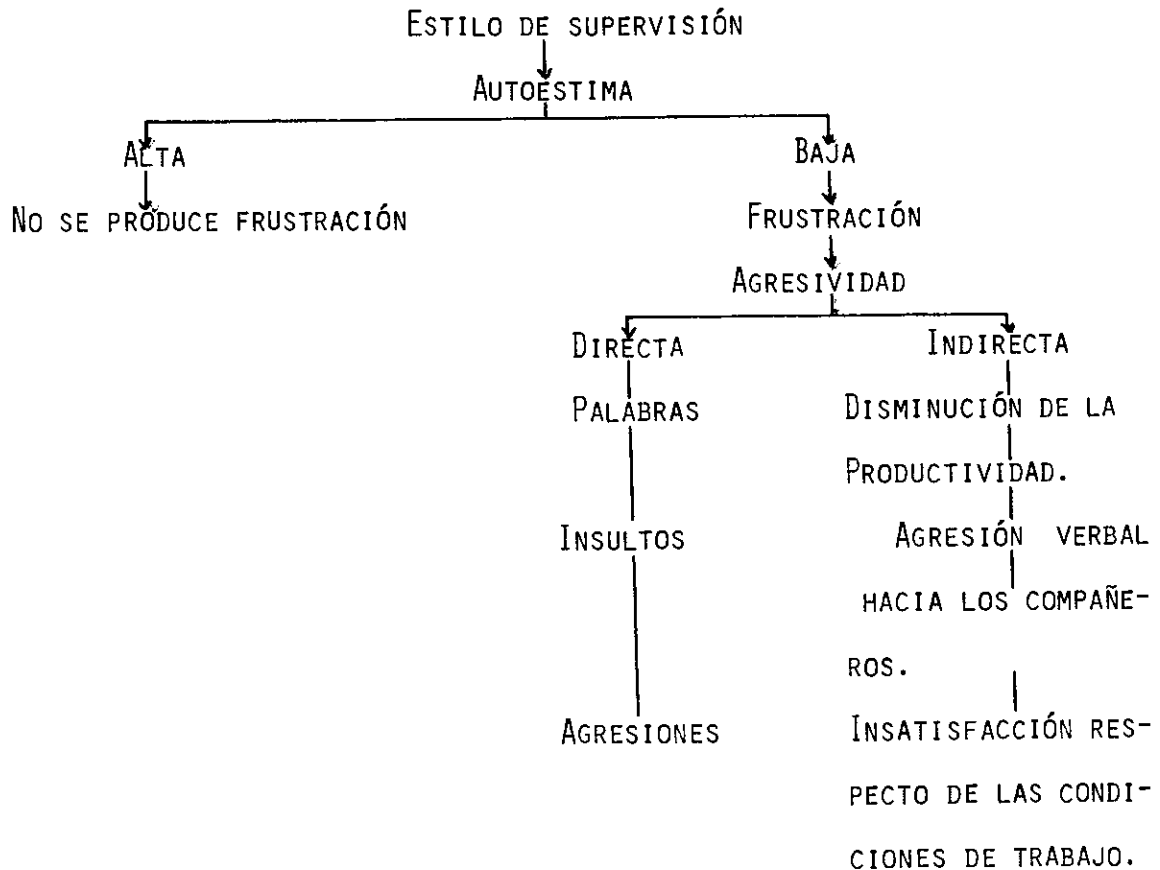 ESTILO DE SUPERVISIÓN
AUTOESTIMA
ALTA
BAJA
NO SE PRODUCE FRUSTRACIÓN
FRUSTRACIÓN
AGRESIVIDAD
DIRECTA
INDIRECTA
PALABRAS
DISMINUCIÓN DE LA
PRODUCTIVIDAD.
INSULTOS
AGRESIÓN VERBAL
HACIA LOS COMPAÑE-
ROS.
AGRESIONES
INSATISFACCIÓN RES-
PECTO DE LAS CONDI-
CIONES DE TRABAJO.